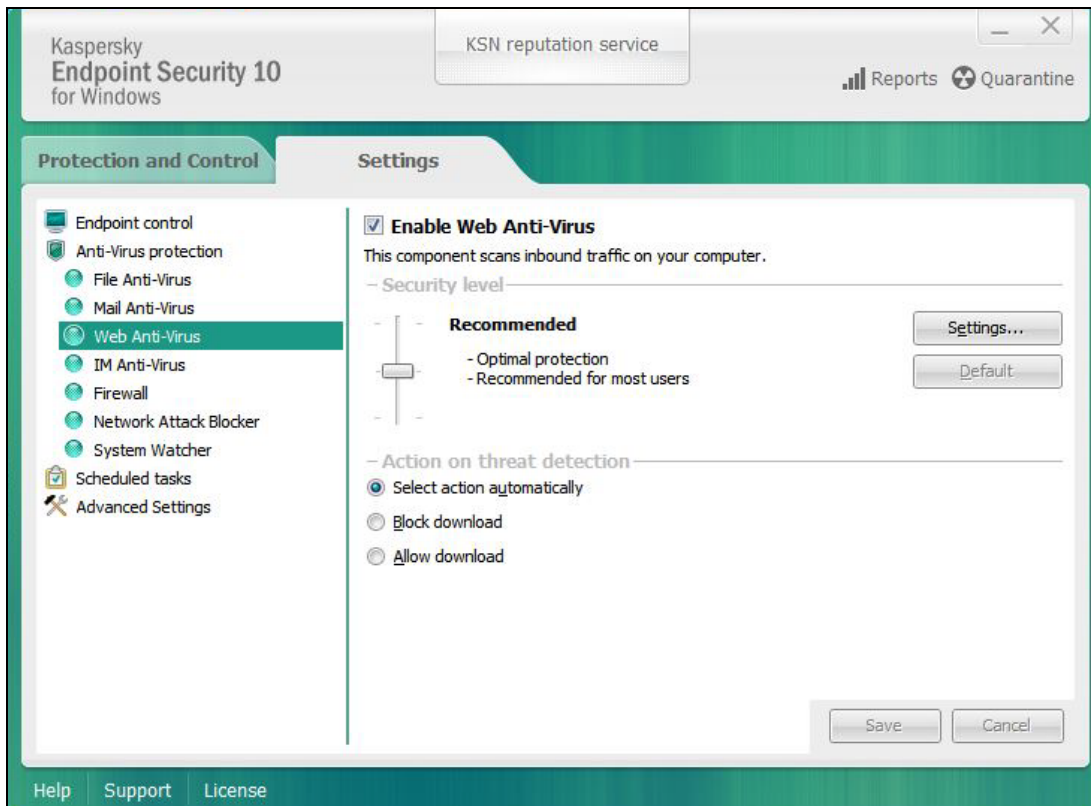 Kaspersky
Endpoint Security 10
for Windows
KSN reputation service
Reports
Quarantine
Protection and Control
Settings
Endpoint control
Anti-Virus protection
File Anti-Virus
Mail Anti-Virus
Web Anti-Virus
IM Anti-Virus
Firewall
Network Attack Blocker
System Watcher
Scheduled tasks
Advanced Settings
Enable Web Anti-Virus
This component scans inbound traffic on your computer.
Security level
Recommended
- Optimal protection
- Recommended for most users
Settings...
Default
Action on threat detection
Select action automatically
Block download
Allow download
Save
Cancel
Help
Support
License